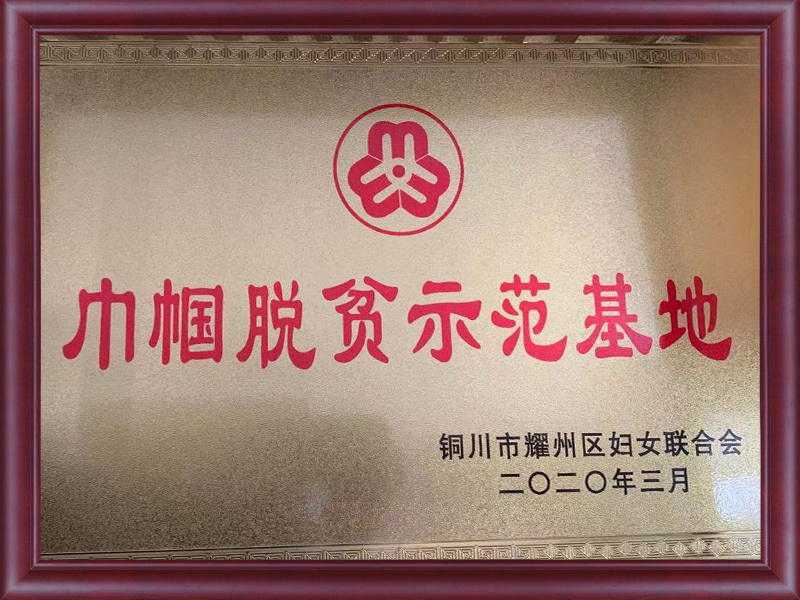 巾帼脱贫示范基地
铜川市耀州区妇女联合会
二〇二〇年三月